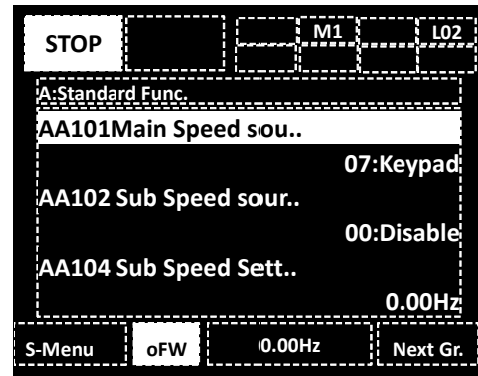 STOP M1 L02
A:Standard Func.
AA101Main Speed sou..
07:Keypad
AA102 Sub Speed sour..
00:Disable
AA104 Sub Speed Sett..
0.00Hz
S-Menu oFW 0.00Hz Next Gr.